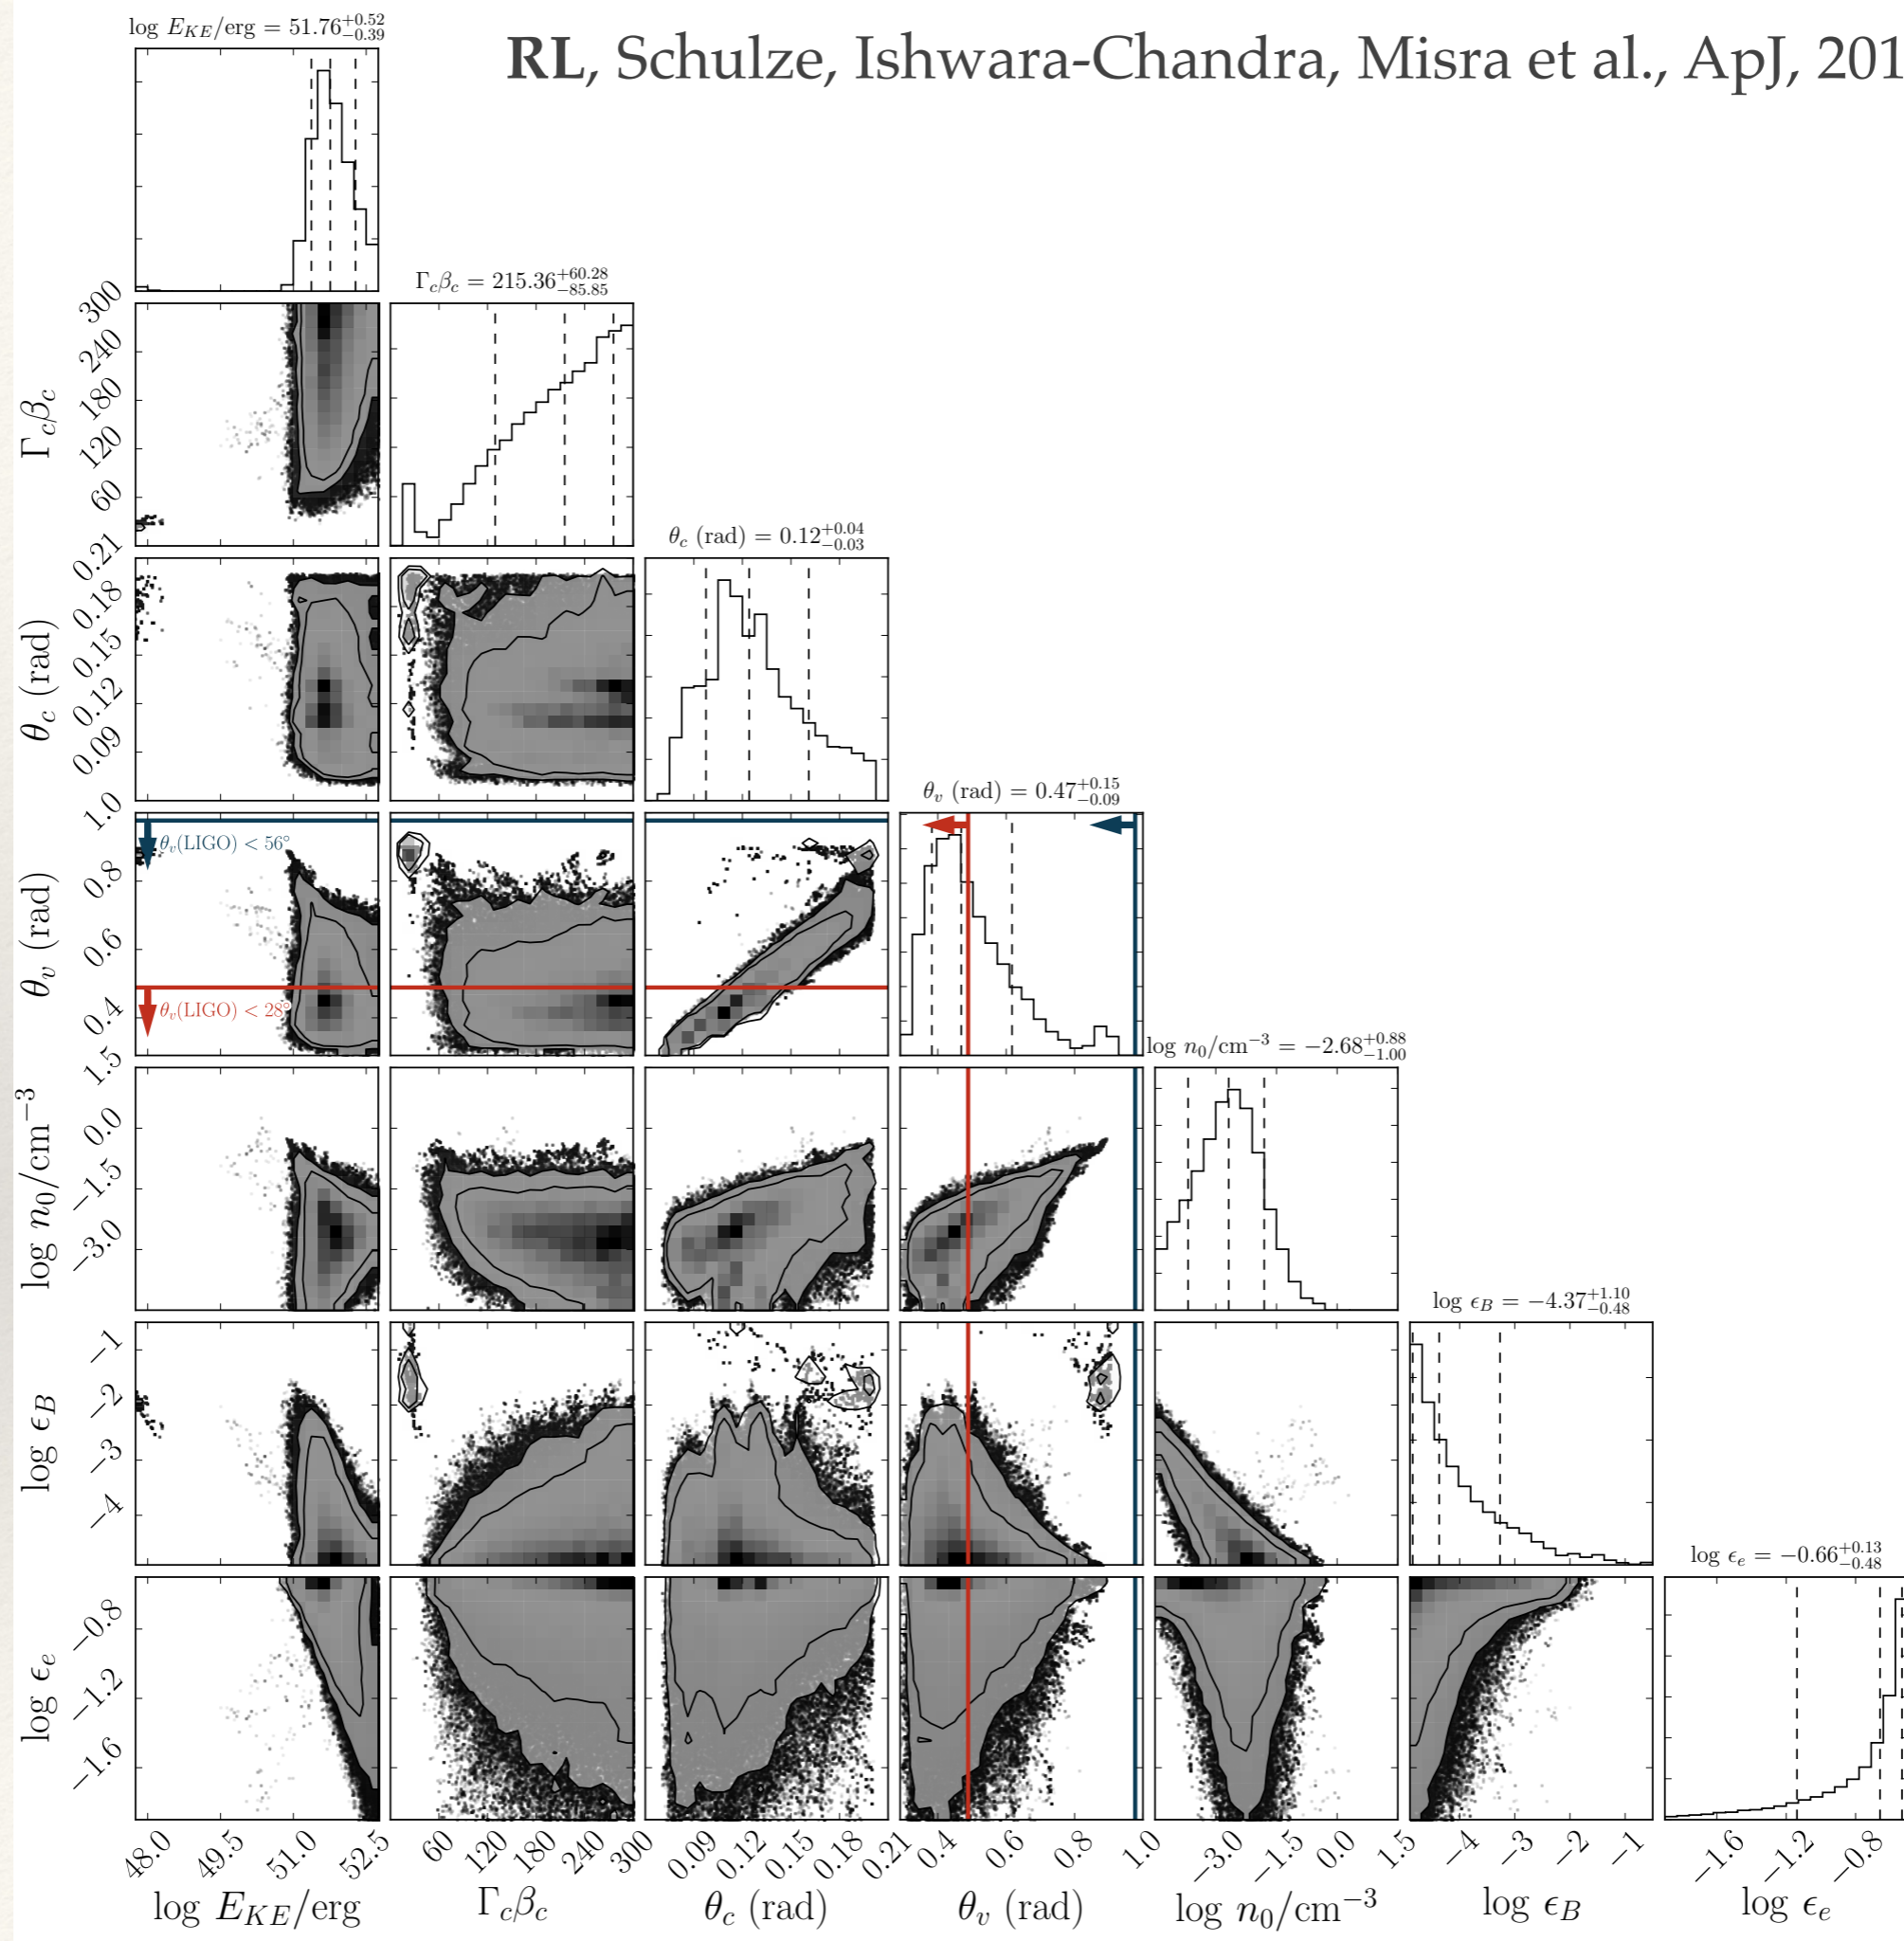 RL, Schulze, Ishwara-Chandra, Misra et al., ApJ, 201
log E_{KE}/erg = 51.76^{+0.52}_{-0.39}
Γ_cβ_c = 215.36^{+60.28}_{-85.85}
300
240
180
120
60
Γ_cβ_c
θ_c (rad) = 0.12^{+0.04}_{-0.03}
0.21
0.18
0.15
0.12
0.09
θ_c (rad)
θ_v (rad) = 0.47^{+0.15}_{-0.09}
1.0
0.8
0.6
0.4
θ_v (rad)
θ_v(LIGO) < 56°
θ_v(LIGO) < 28°
log n_0/cm^{−3} = −2.68^{+0.88}_{−1.00}
1.5
0.0
−1.5
−3.0
log n_0/cm^{−3}
log ϵ_B = −4.37^{+1.10}_{−0.48}
−1
−2
−3
−4
log ϵ_B
log ϵ_e = −0.66^{+0.13}_{−0.48}
−0.8
−1.2
−1.6
log ϵ_e
48.0 49.5 51.0 52.5
60 120 180 240 300
0.09 0.12 0.15 0.18 0.21
0.4 0.6 0.8 1.0
−3.0 −1.5 0.0 1.5
−4 −3 −2 −1
−1.6 −1.2 −0.8
log E_{KE}/erg
Γ_cβ_c
θ_c (rad)
θ_v (rad)
log n_0/cm^{−3}
log ϵ_B
log ϵ_e